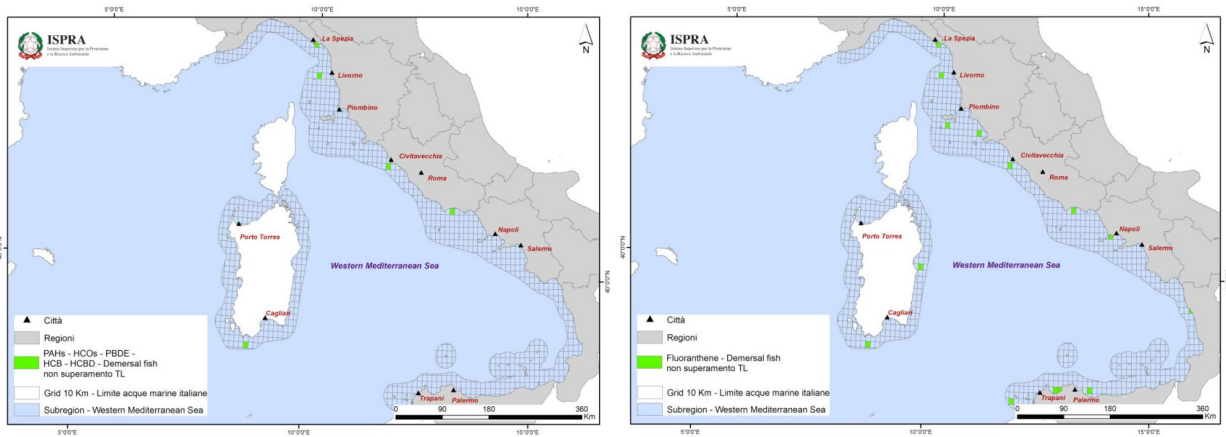 5°0'0"E 10°0'0"E 15°0'0"E
ISPRA
Istituto Superiore per la Protezione
e la Ricerca Ambientale
N
La Spezia
Livorno
Piombino
Civitavecchia
Roma
Napoli
Salerno
Porto Torres
Western Mediterranean Sea
Cagliari
Trapani
Palermo
40°0'0"N
40°0'0"N
Città
Regioni
PAHs - HCOs - PBDE -
HCB - HCBD - Demersal fish
non superamento TL
Grid 10 Km - Limite acque marine italiane
Subregion - Western Mediterranean Sea
0 90 180 360
Km
5°0'0"E 10°0'0"E 15°0'0"E
5°0'0"E 10°0'0"E 15°0'0"E
ISPRA
Istituto Superiore per la Protezione
e la Ricerca Ambientale
N
La Spezia
Livorno
Piombino
Civitavecchia
Roma
Napoli
Salerno
Porto Torres
Western Mediterranean Sea
Cagliari
Trapani
Palermo
40°0'0"N
40°0'0"N
Città
Regioni
Fluoranthene - Demersal fish
non superamento TL
Grid 10 Km - Limite acque marine italiane
Subregion - Western Mediterranean Sea
0 90 180 360
Km
5°0'0"E 10°0'0"E 15°0'0"E